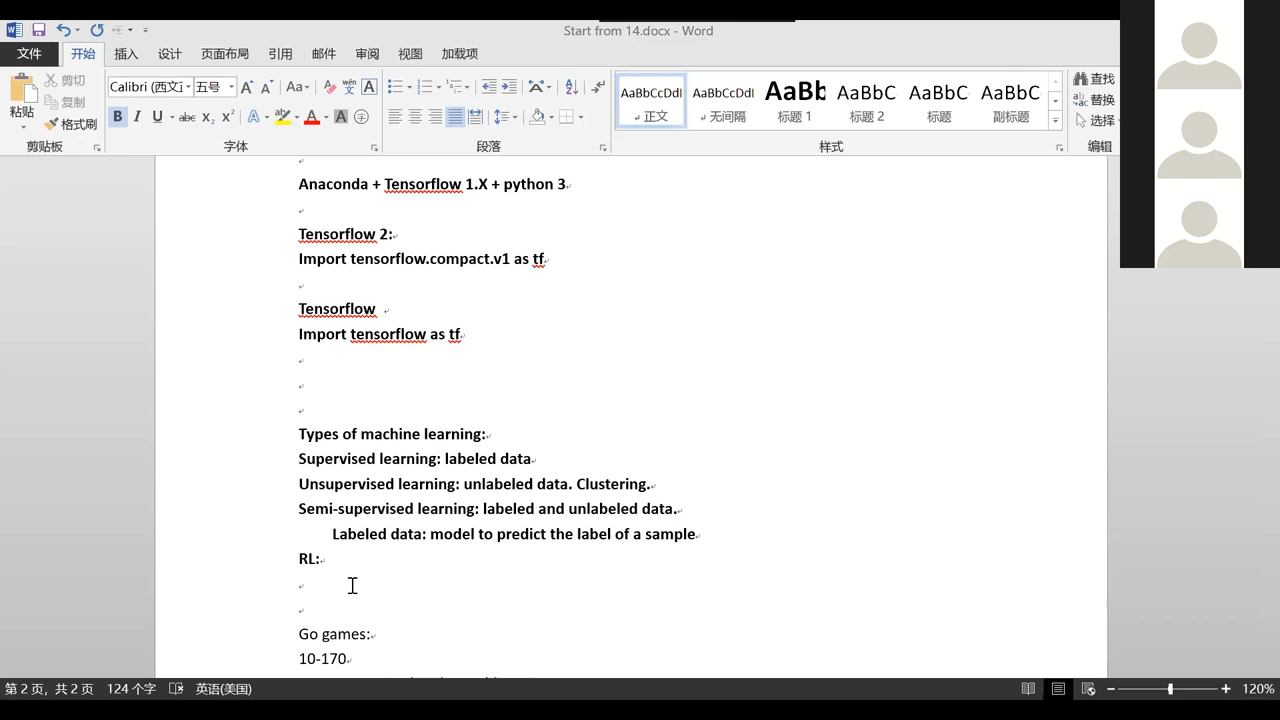 Start from 14.docx - Word
文件 开始 插入 设计 页面布局 引用 邮件 审阅 视图 加载项
粘贴 剪切 复制 格式刷
Calibri (西文 五号
AaBbCcDdI AaBbCcDdI AaBb AaBbC AaBbC AaBbC
正文 无间隔 标题 1 标题 2 标题 副标题
查找 替换 选择
剪贴板 字体 段落 样式 编辑
Anaconda + Tensorflow 1.X + python 3
Tensorflow 2:
Import tensorflow.compact.v1 as tf
Tensorflow
Import tensorflow as tf
Types of machine learning:
Supervised learning: labeled data
Unsupervised learning: unlabeled data. Clustering.
Semi-supervised learning: labeled and unlabeled data.
Labeled data: model to predict the label of a sample
RL:
Go games:
10-170
第 2 页，共 2 页 124 个字 英语(美国) 120%